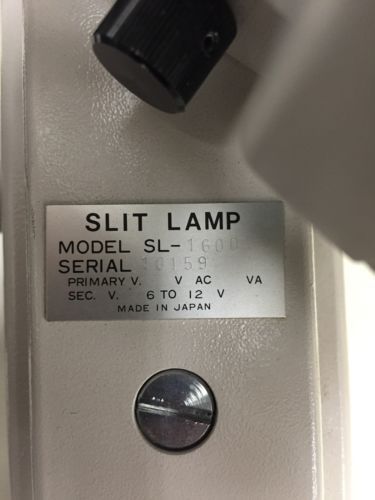 SLIT LAMP
MODEL SL-1600
SERIAL 10159
PRIMARY V. V AC VA
SEC. V. 6 TO 12 V
MADE IN JAPAN